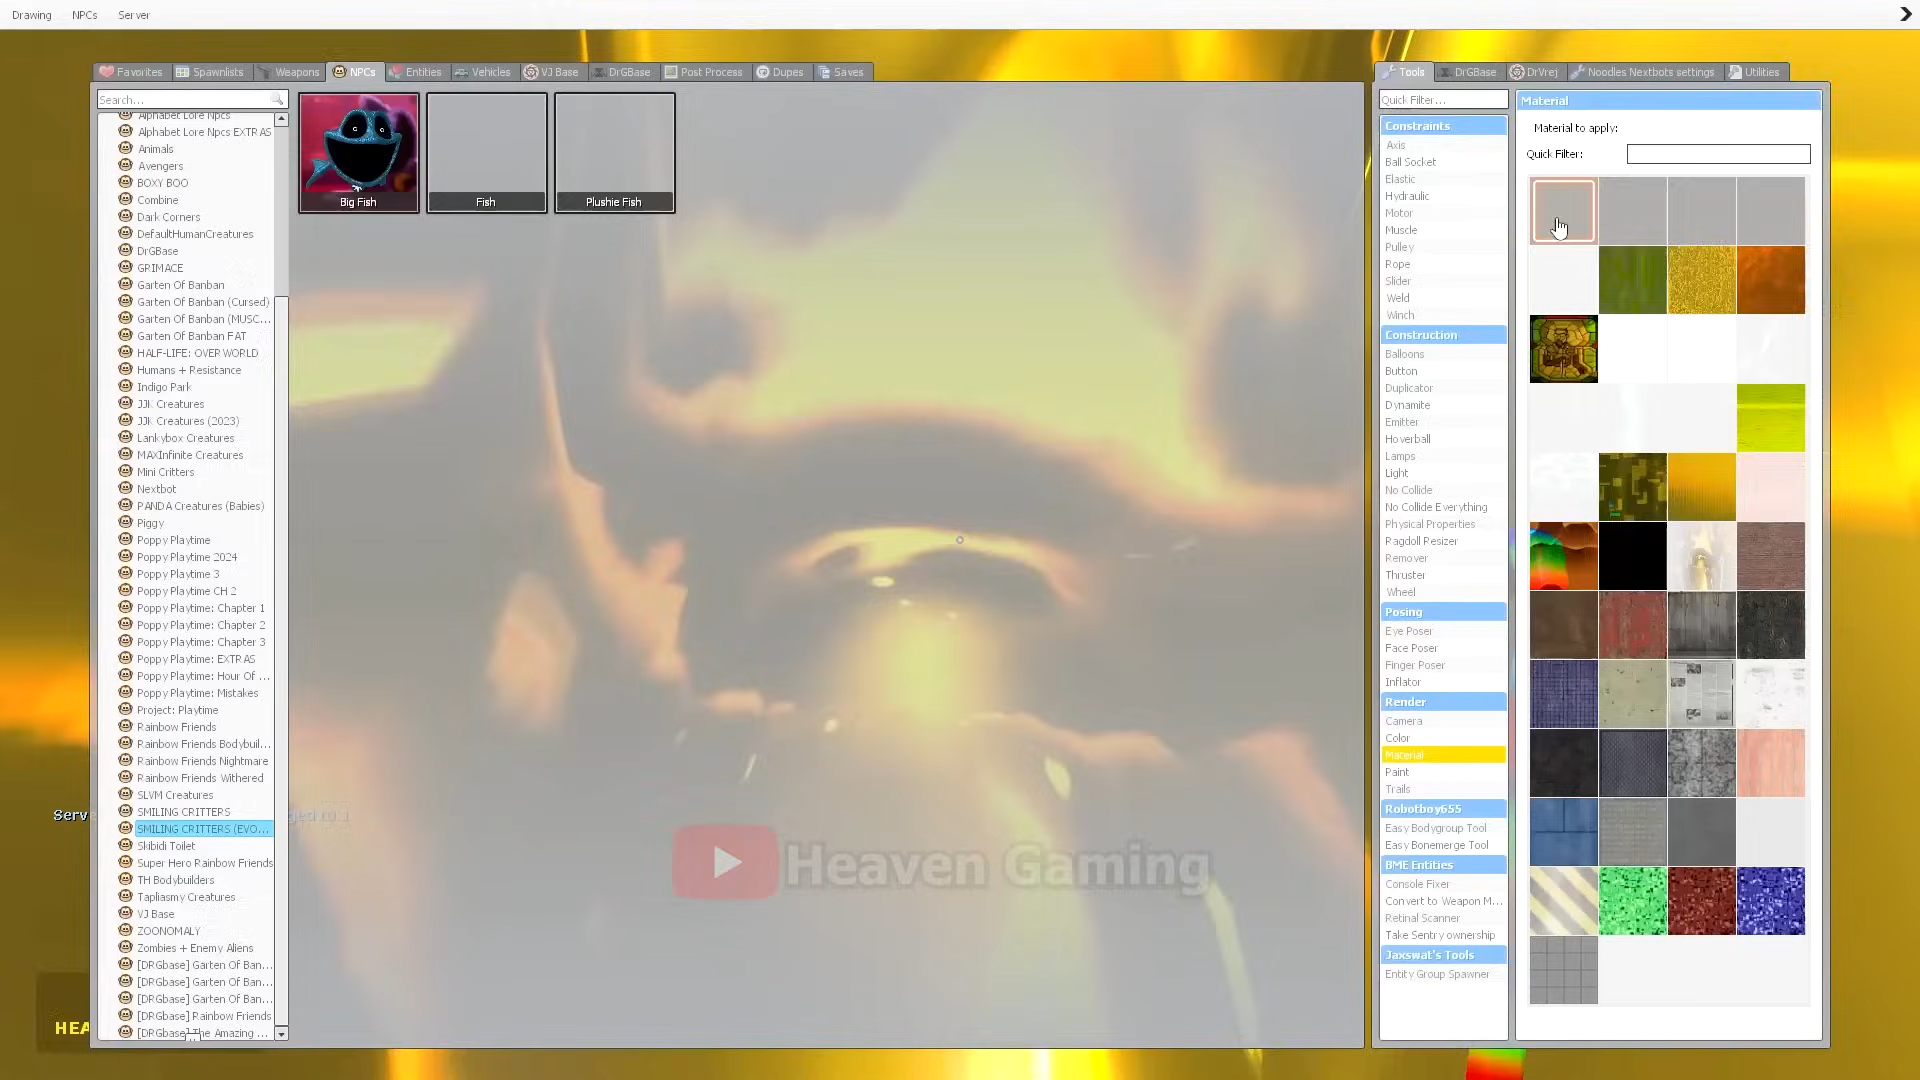 Drawing NPCs Server
Favorites Spawnlists Weapons NPCs Entities Vehicles VJ Base DrGBase Post Process Dupes Saves
Search...
Alphabet Lore Npcs
Alphabet Lore Npcs EXTRAS
Animals
Avengers
BOXY BOO
Combine
Dark Corners
DefaultHumanCreatures
DrGBase
GRIMACE
Garten Of Banban
Garten Of Banban (Cursed)
Garten Of Banban (MUSC...
Garten Of Banban FAT
HALF-LIFE: OVERWORLD
Humans + Resistance
Indigo Park
JJK Creatures
JJK Creatures (2023)
Lankybox Creatures
MAXInfinite Creatures
Mini Critters
Nextbot
PANDA Creatures (Babies)
Piggy
Poppy Playtime
Poppy Playtime 2024
Poppy Playtime 3
Poppy Playtime CH 2
Poppy Playtime: Chapter 1
Poppy Playtime: Chapter 2
Poppy Playtime: Chapter 3
Poppy Playtime: EXTRAS
Poppy Playtime: Hour Of ...
Poppy Playtime: Mistakes
Project: Playtime
Rainbow Friends
Rainbow Friends Bodybuil...
Rainbow Friends Nightmare
Rainbow Friends Withered
SLVM Creatures
SMILING CRITTERS
SMILING CRITTERS (EVO...
Skibidi Toilet
Super Hero Rainbow Friends
TH Bodybuilders
Tapliasmy Creatures
VJ Base
ZOONOMALY
Zombies + Enemy Aliens
[DRGbase] Garten Of Ban...
[DRGbase] Garten Of Ban...
[DRGbase] Garten Of Ban...
[DRGbase] Rainbow Friends
[DRGbase] The Amazing ...
Big Fish
Fish
Plushie Fish
Heaven Gaming
Serv
ged to 1
HEA
Tools DrGBase DrVrej Noodles Nextbots settings Utilities
Quick Filter...
Constraints
Axis
Ball Socket
Elastic
Hydraulic
Motor
Muscle
Pulley
Rope
Slider
Weld
Winch
Construction
Balloons
Button
Duplicator
Dynamite
Emitter
Hoverball
Lamps
Light
No Collide
No Collide Everything
Physical Properties
Ragdoll Resizer
Remover
Thruster
Wheel
Posing
Eye Poser
Face Poser
Finger Poser
Inflator
Render
Camera
Color
Material
Paint
Trails
Robotboy655
Easy Bodygroup Tool
Easy Bonemerge Tool
BME Entities
Console Fixer
Convert to Weapon M...
Retinal Scanner
Take Sentry ownership
Jaxswat's Tools
Entity Group Spawner
Material
Material to apply:
Quick Filter: